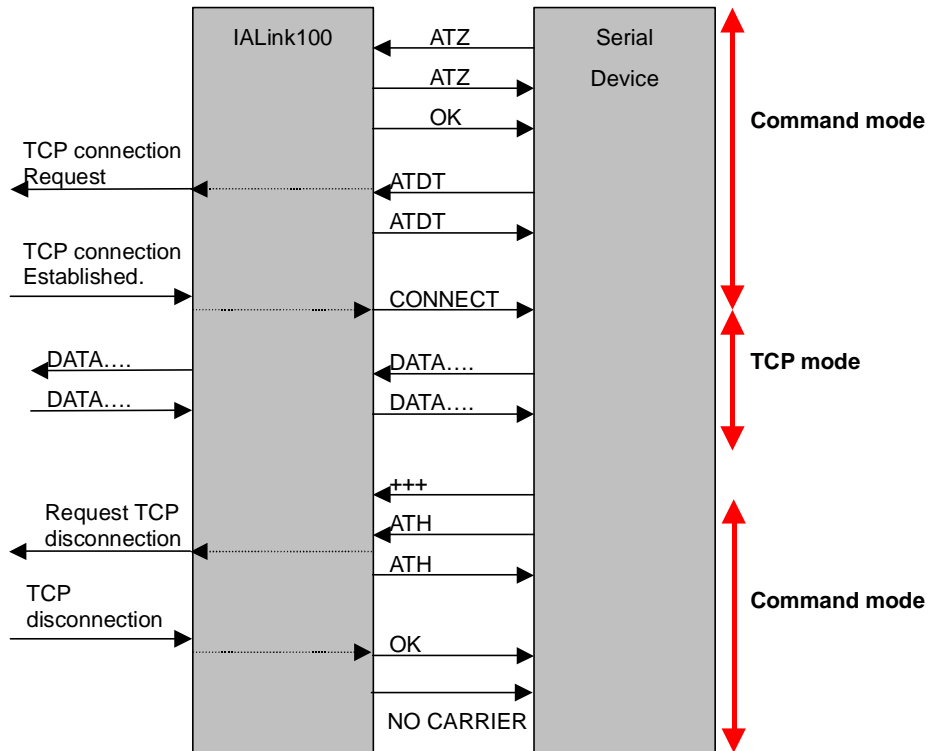 IALink100
ATZ
Serial
Device
ATZ
OK
Command mode
TCP connection
Request
ATDT
ATDT
TCP connection
Established.
CONNECT
DATA....
DATA....
TCP mode
DATA....
DATA....
+++
Request TCP
disconnection
ATH
ATH
TCP
disconnection
Command mode
OK
NO CARRIER